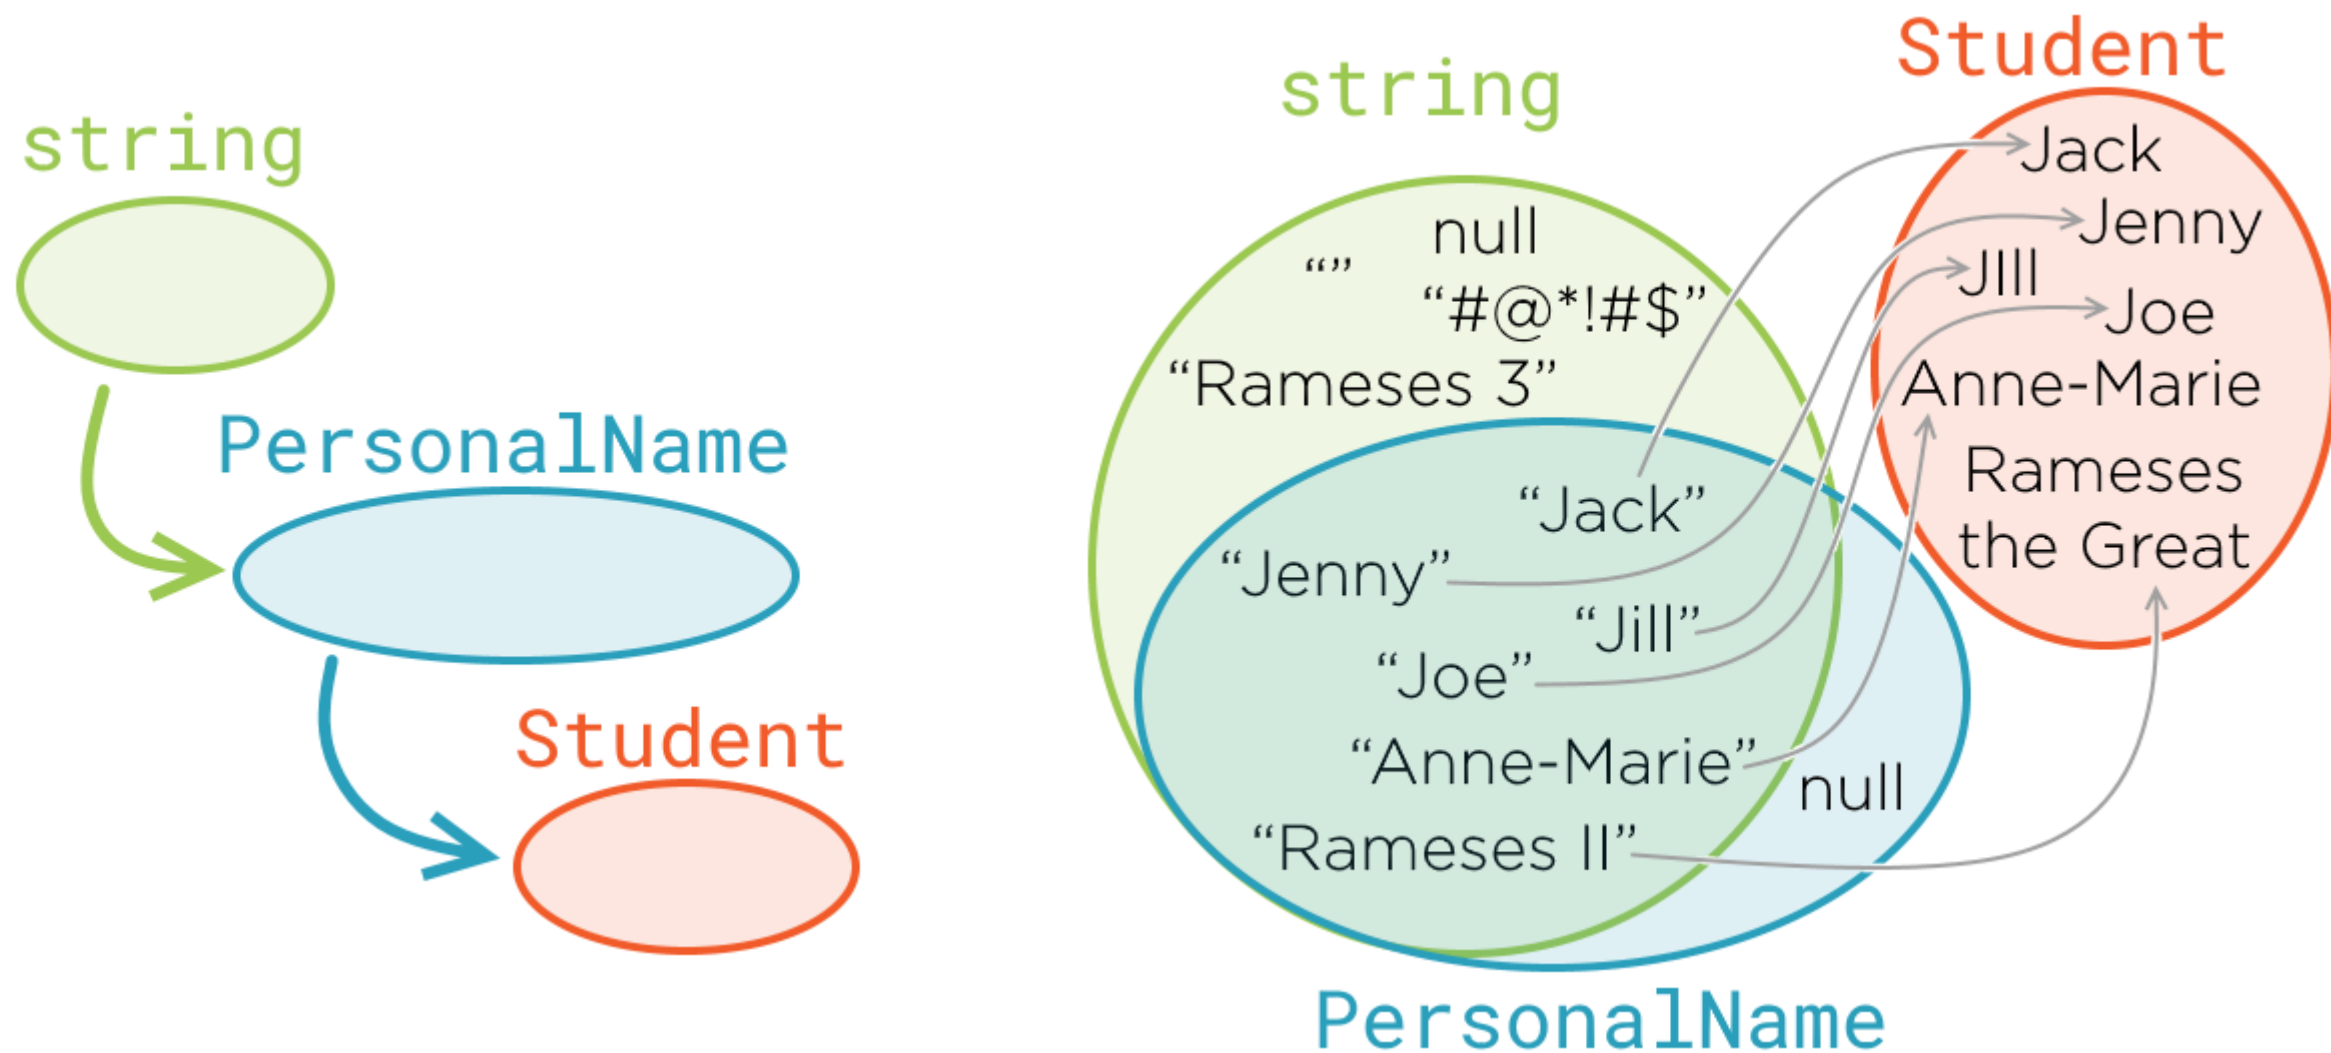 string
PersonalName
Student
string
null
“”
“#@*!#$”
“Rameses 3”
“Jack”
“Jenny”
“Jill”
“Joe”
“Anne-Marie”
null
“Rameses II”
PersonalName
Student
Jack
Jenny
JIll
Joe
Anne-Marie
Rameses
the Great